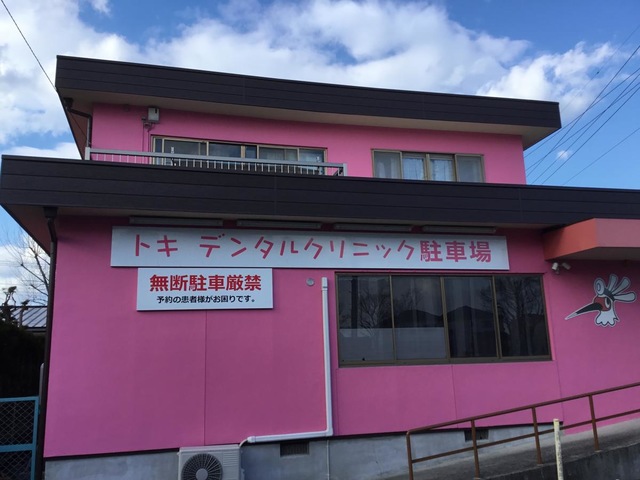 トキ デンタルクリニック駐車場
無断駐車厳禁
予約の患者様がお困りです。